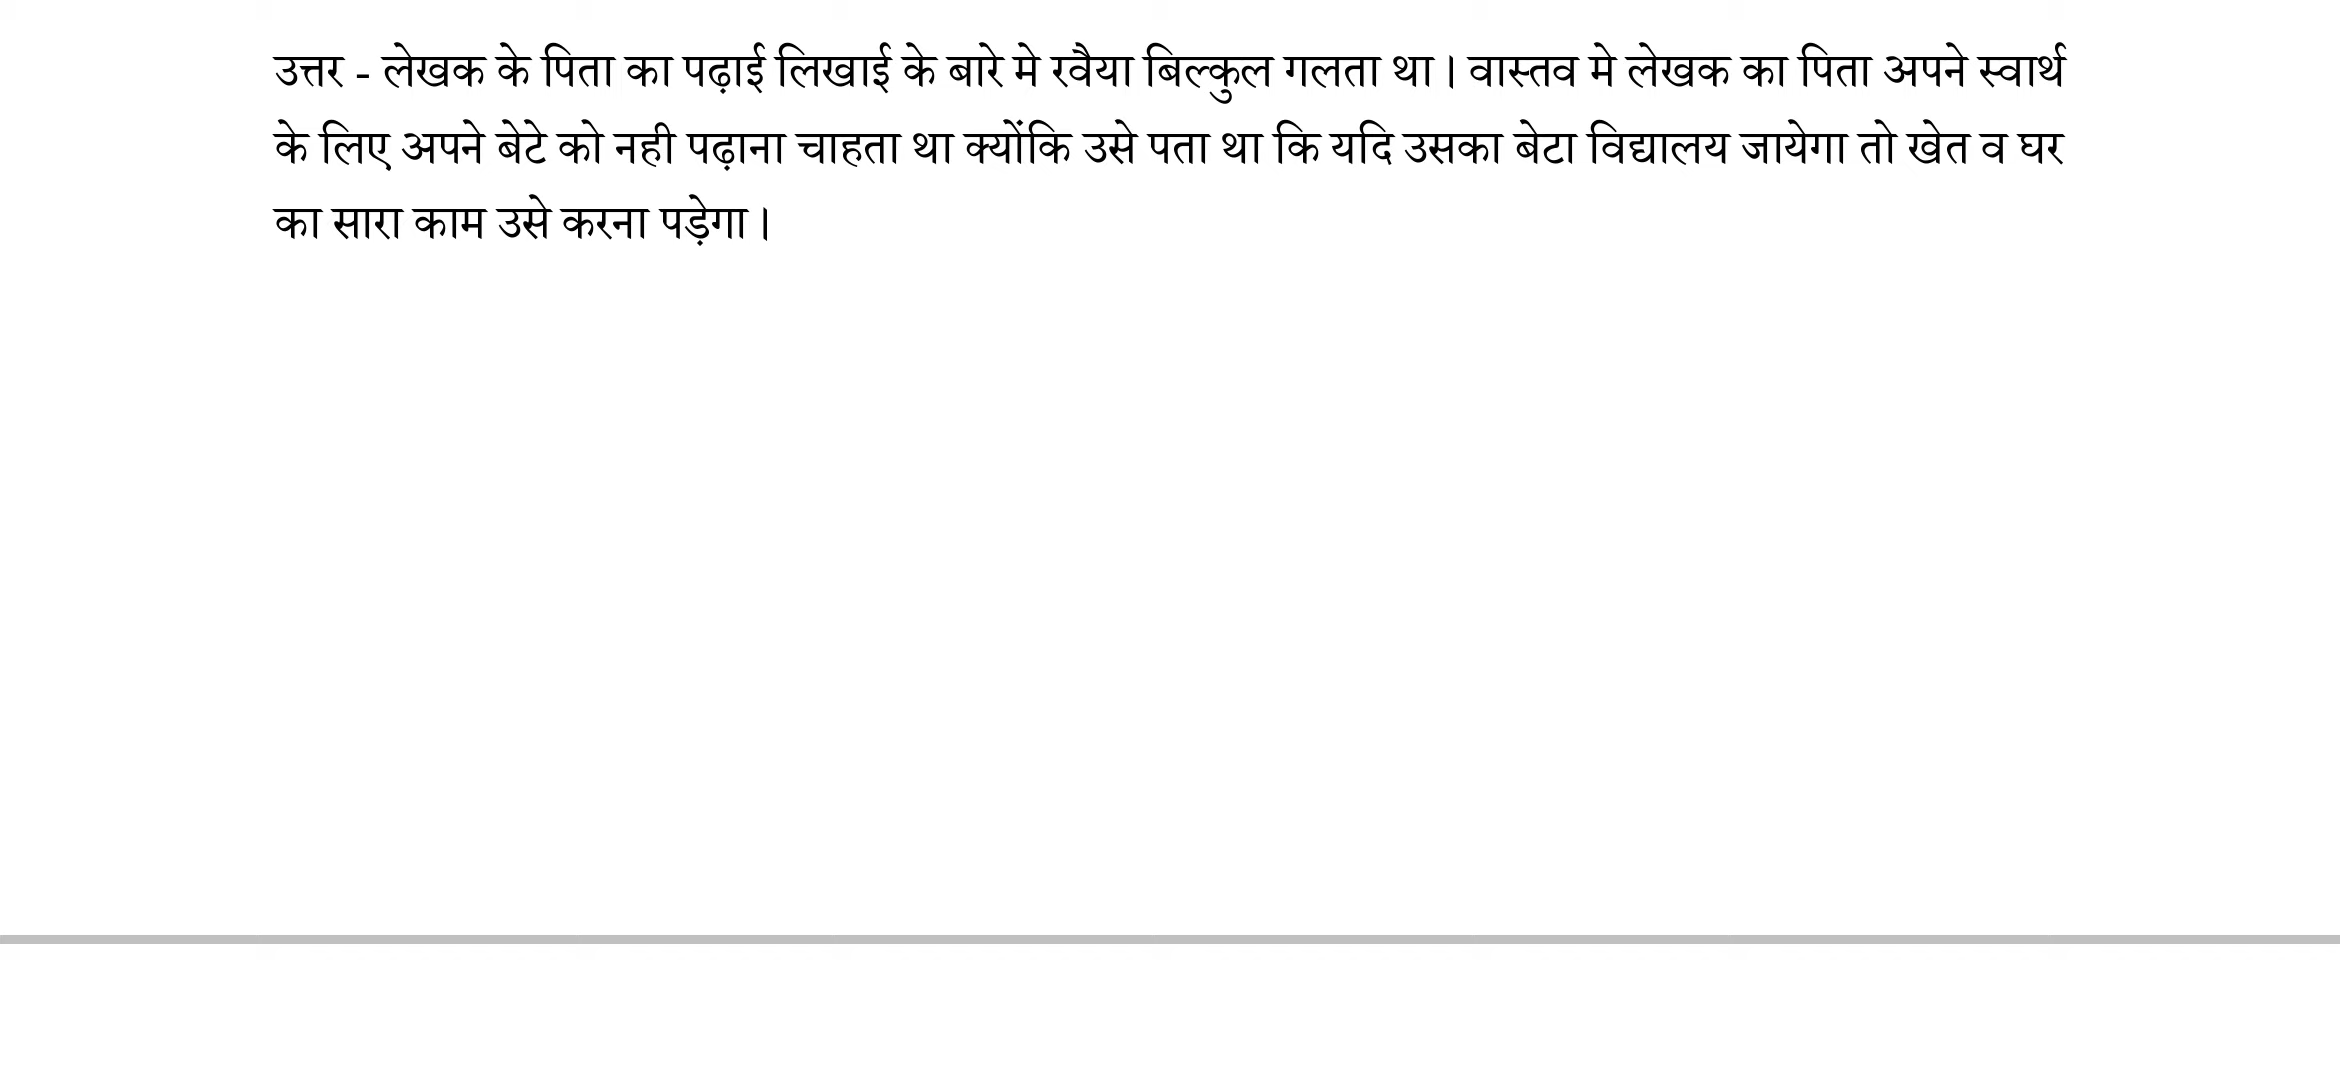 उत्तर - लेखक के पिता का पढ़ाई लिखाई के बारे मे रवैया बिल्कुल गलता था। वास्तव मे लेखक का पिता अपने स्वार्थ
के लिए अपने बेटे को नही पढ़ाना चाहता था क्योंकि उसे पता था कि यदि उसका बेटा विद्यालय जायेगा तो खेत व घर
का सारा काम उसे करना पड़ेगा।